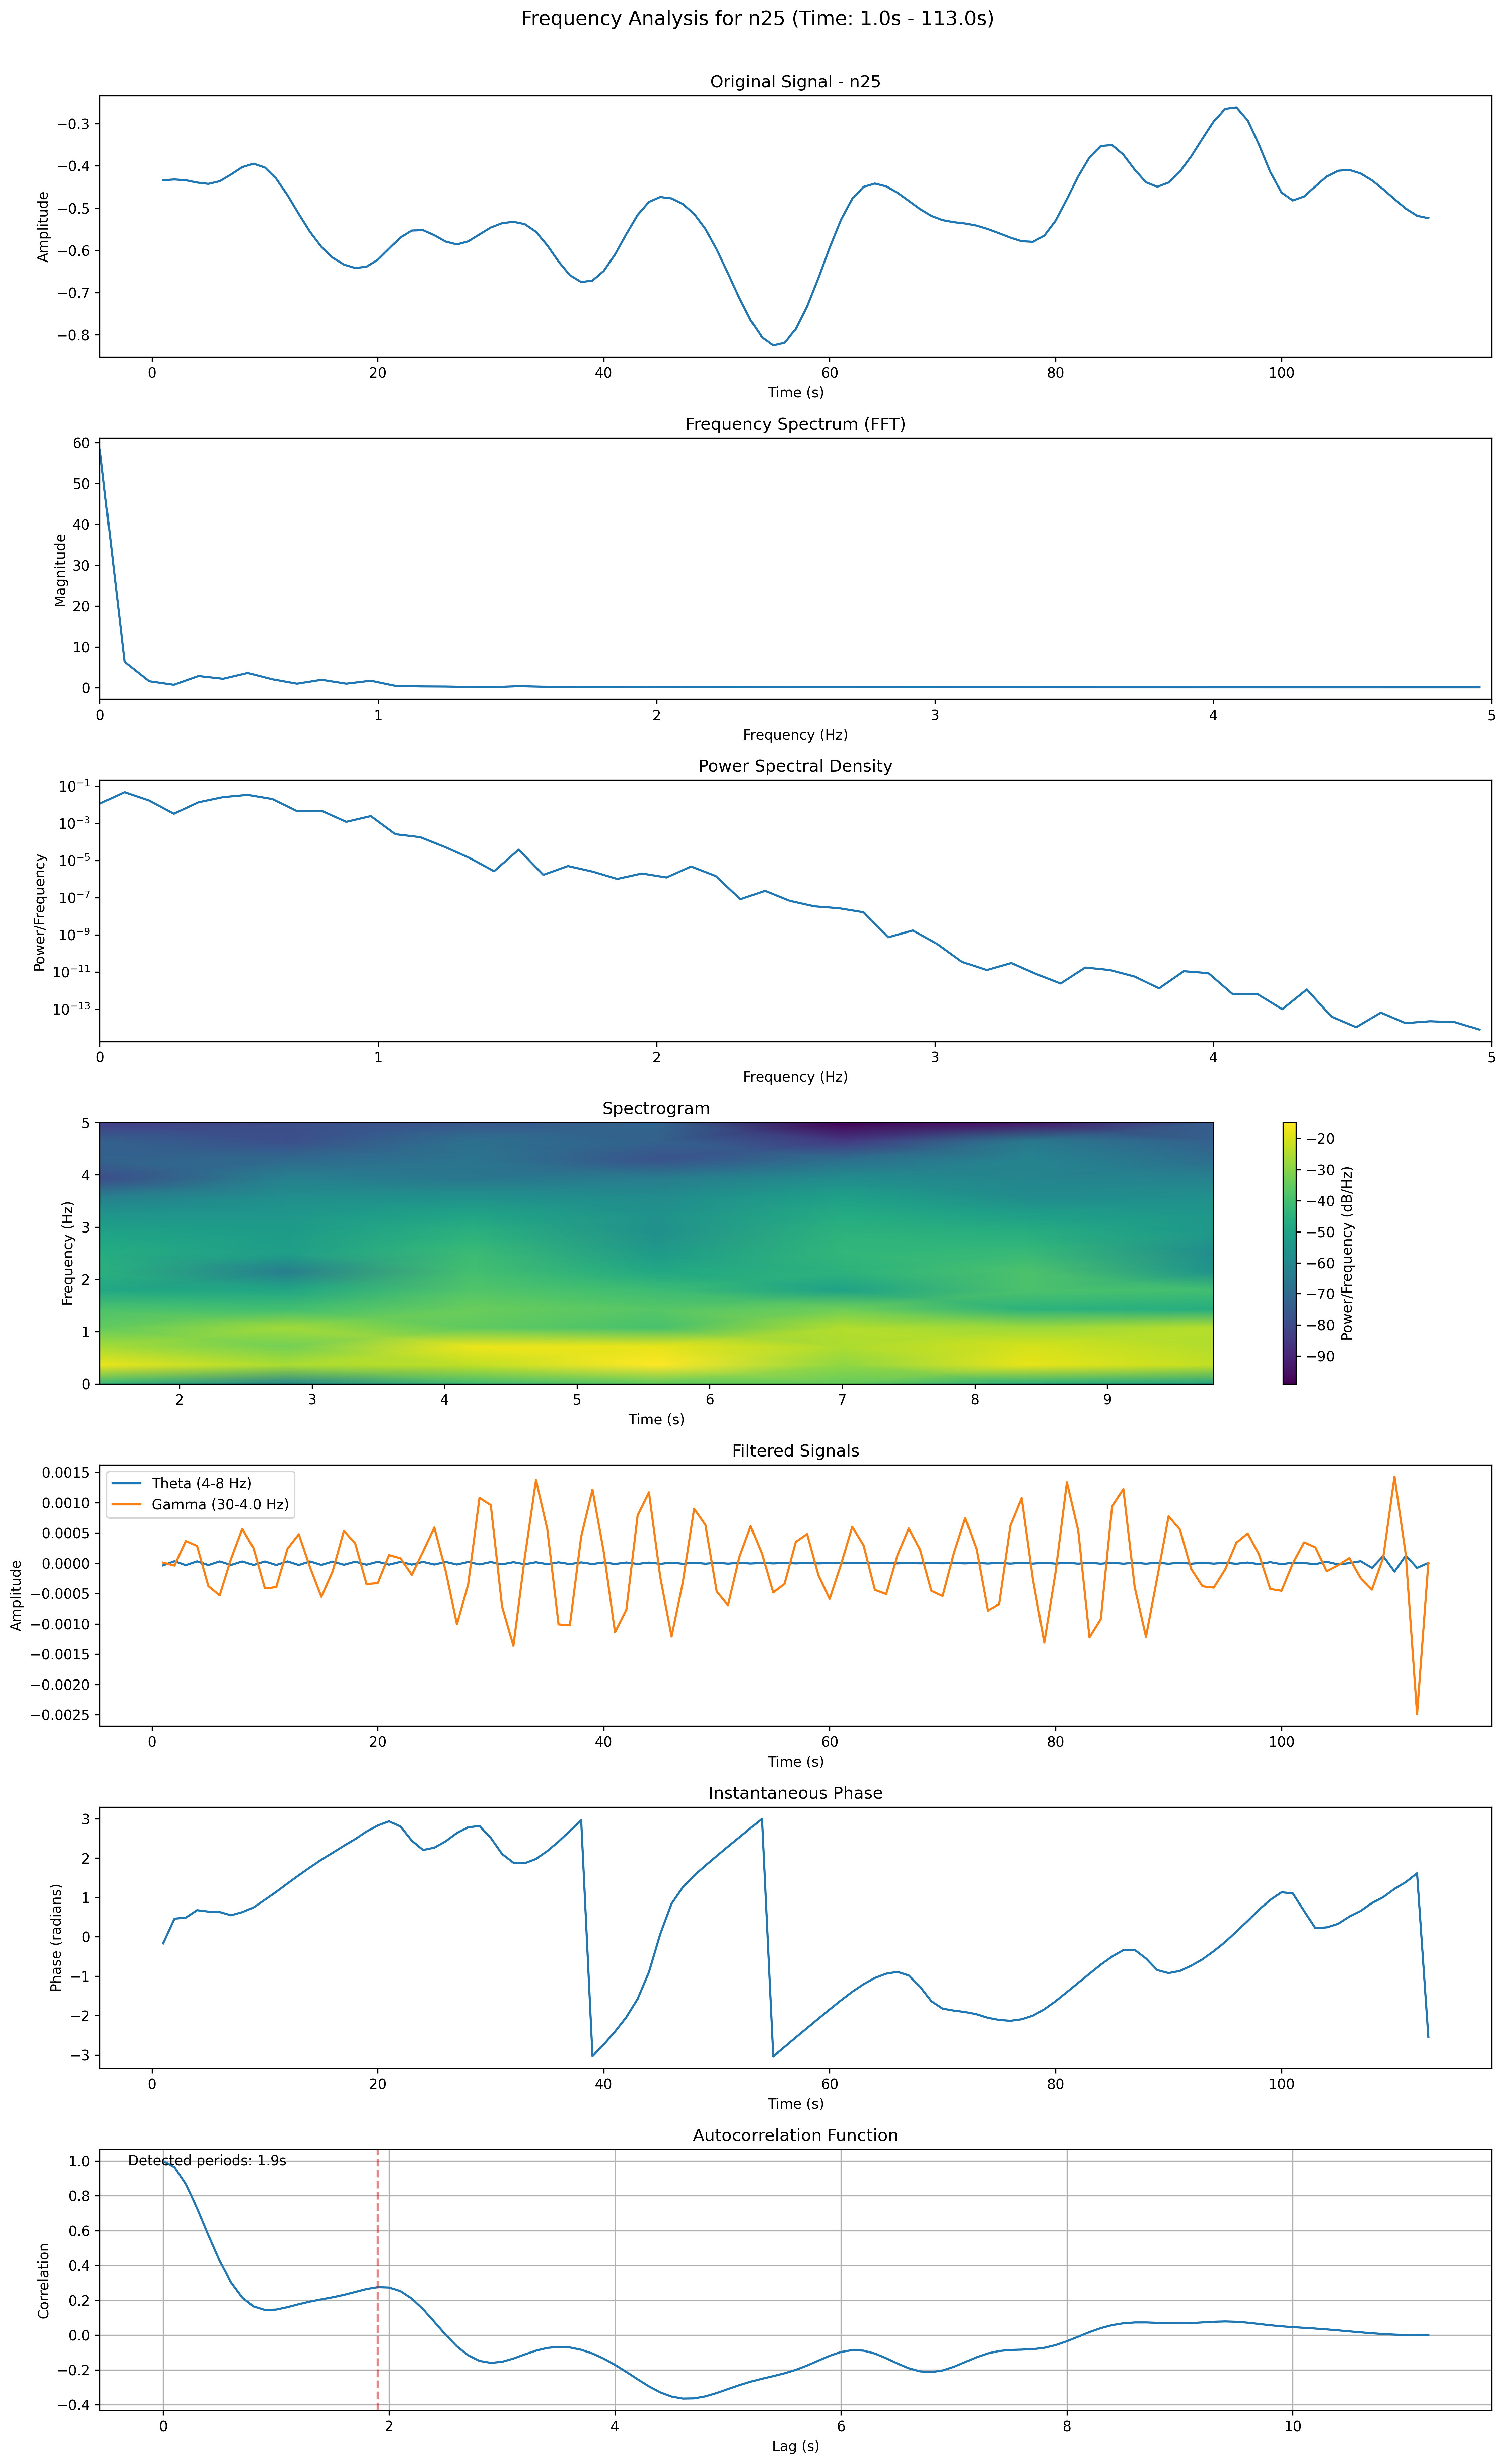 Frequency Analysis for n25 (Time: 1.0s - 113.0s)
Original Signal - n25
Amplitude
−0.3
−0.4
−0.5
−0.6
−0.7
−0.8
0 20 40 60 80 100
Time (s)
Frequency Spectrum (FFT)
Magnitude
60
50
40
30
20
10
0
0 1 2 3 4 5
Frequency (Hz)
Power Spectral Density
Power/Frequency
10⁻¹
10⁻³
10⁻⁵
10⁻⁷
10⁻⁹
10⁻¹¹
10⁻¹³
0 1 2 3 4 5
Frequency (Hz)
Spectrogram
Frequency (Hz)
5
4
3
2
1
0
2 3 4 5 6 7 8 9
Time (s)
−20
−30
−40
−50
−60
−70
−80
−90
Power/Frequency (dB/Hz)
Filtered Signals
Theta (4-8 Hz)
Gamma (30-4.0 Hz)
Amplitude
0.0015
0.0010
0.0005
0.0000
−0.0005
−0.0010
−0.0015
−0.0020
−0.0025
0 20 40 60 80 100
Time (s)
Instantaneous Phase
Phase (radians)
3
2
1
0
−1
−2
−3
0 20 40 60 80 100
Time (s)
Autocorrelation Function
Detected periods: 1.9s
Correlation
1.0
0.8
0.6
0.4
0.2
0.0
−0.2
−0.4
0 2 4 6 8 10
Lag (s)